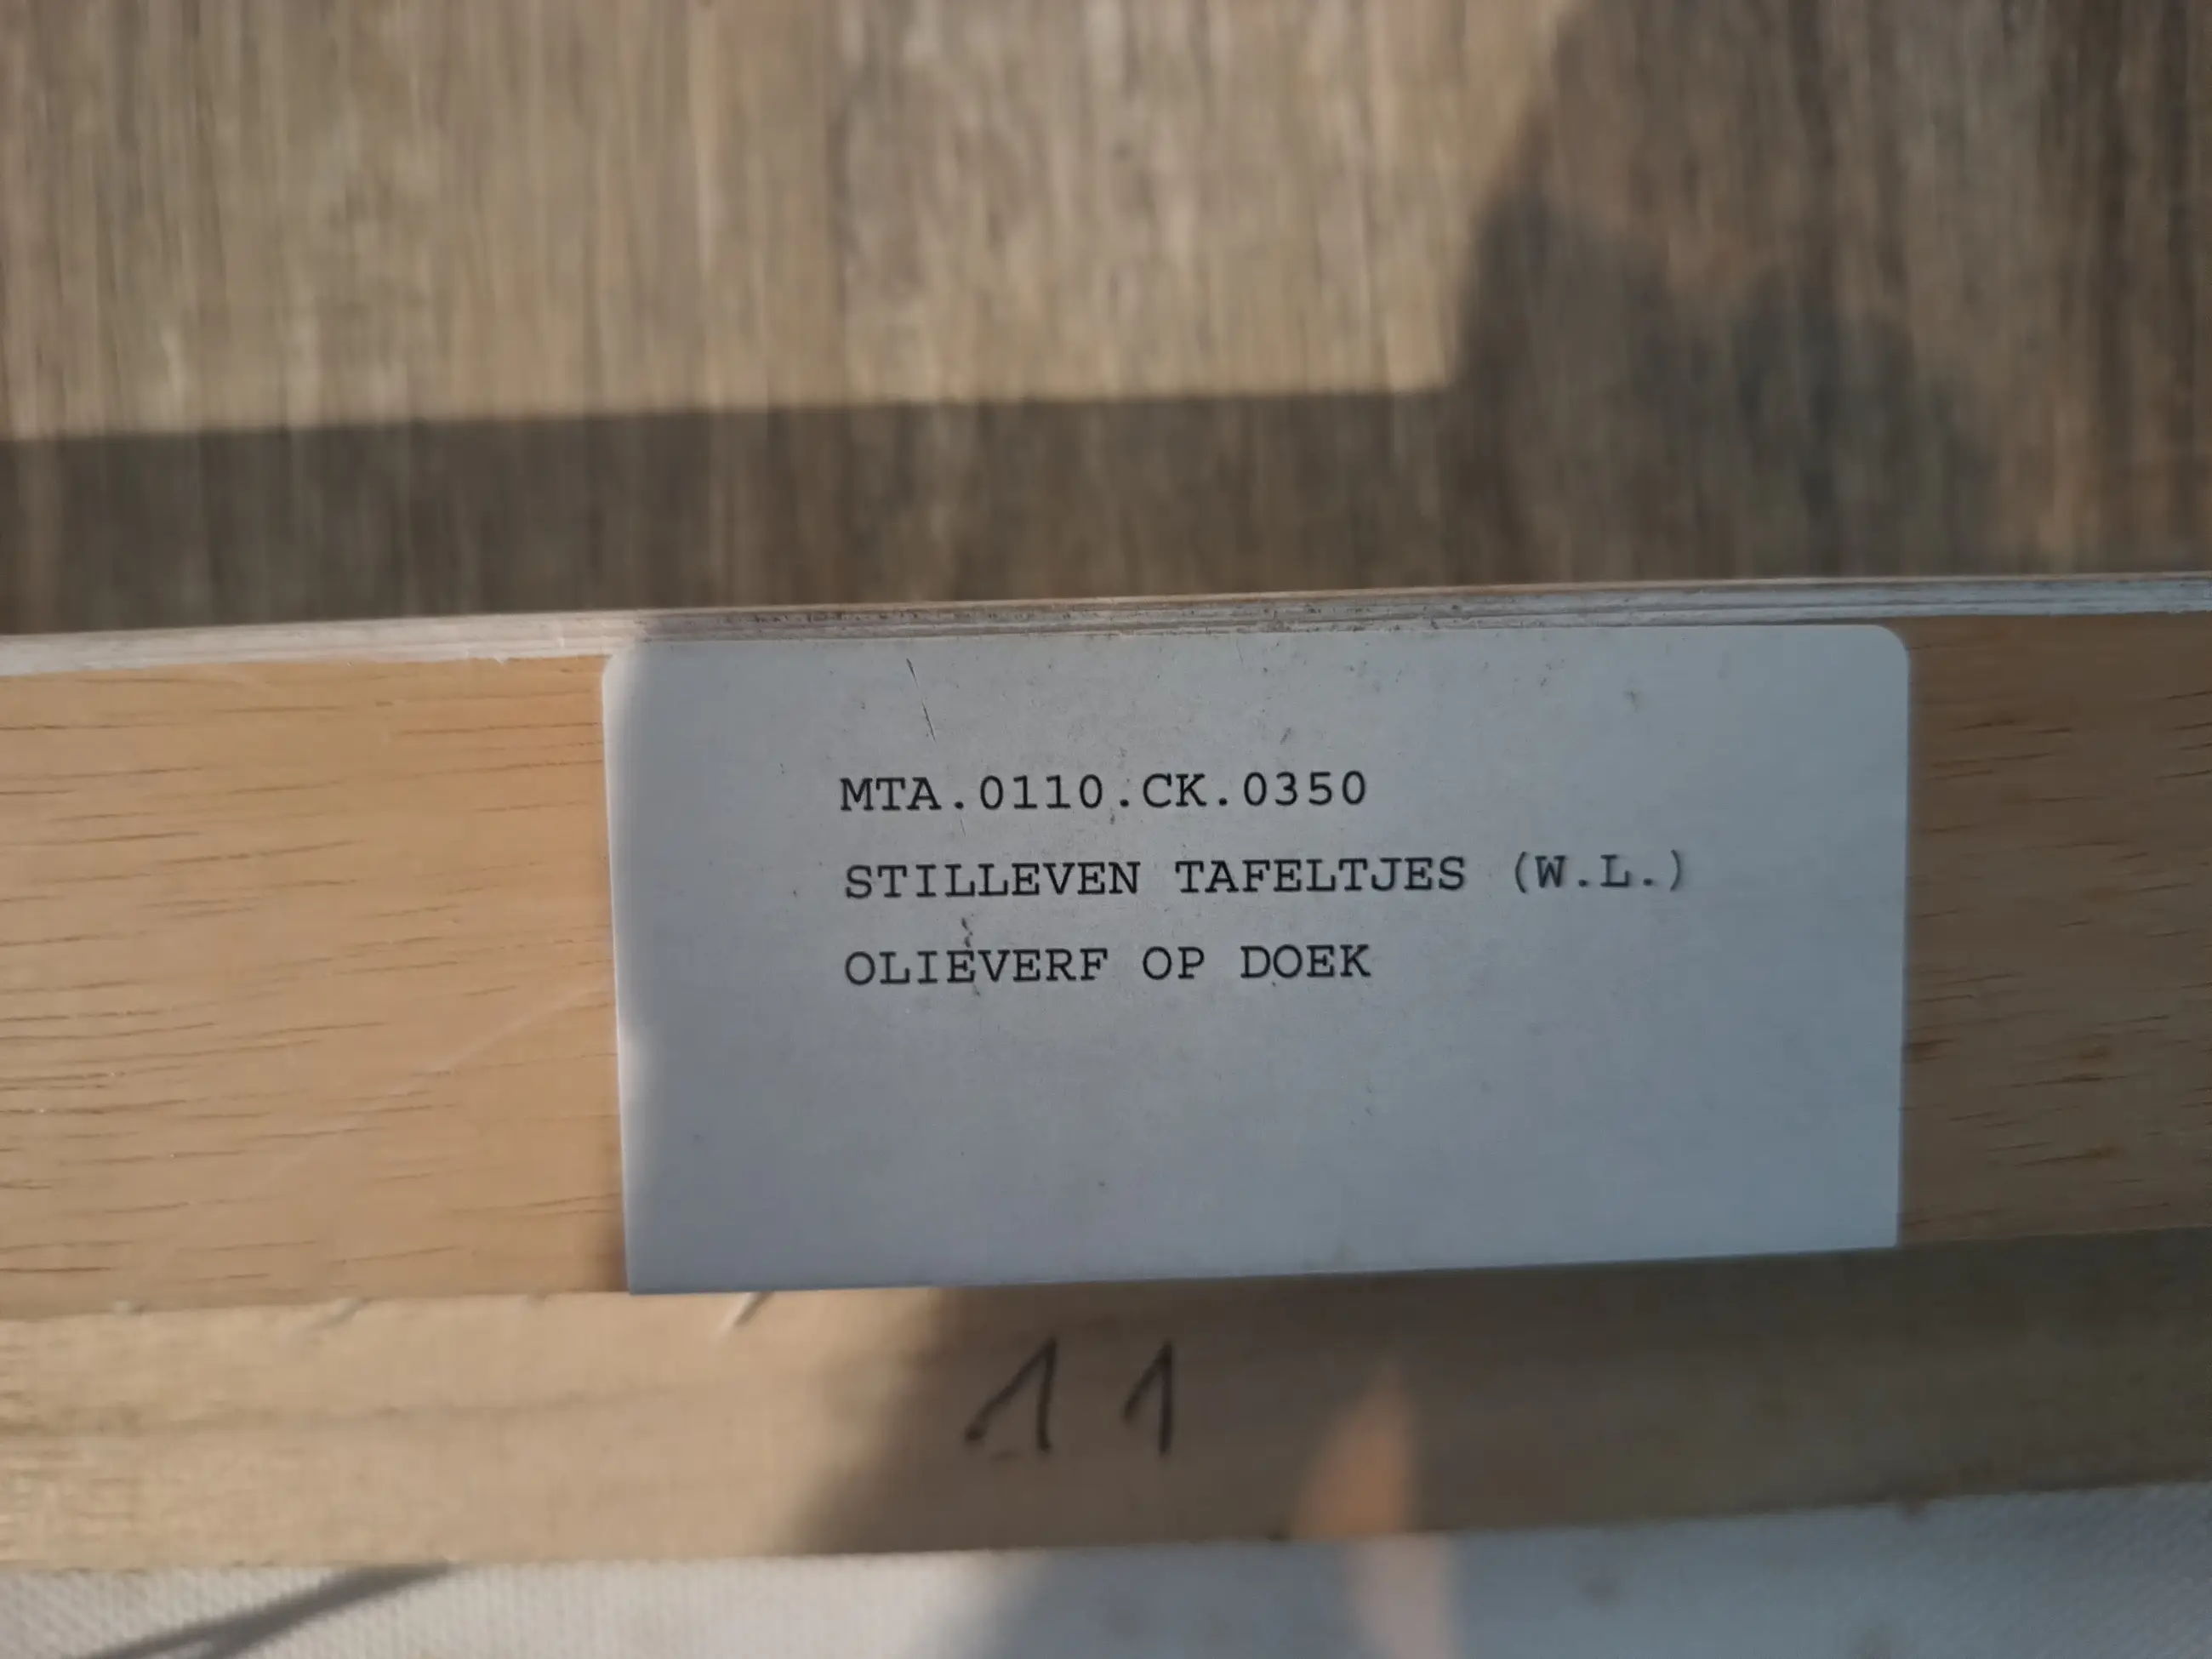 MTA.0110.CK.0350
STILLEVEN TAFELTJES (W.L.)
OLIEVERF OP DOEK
11